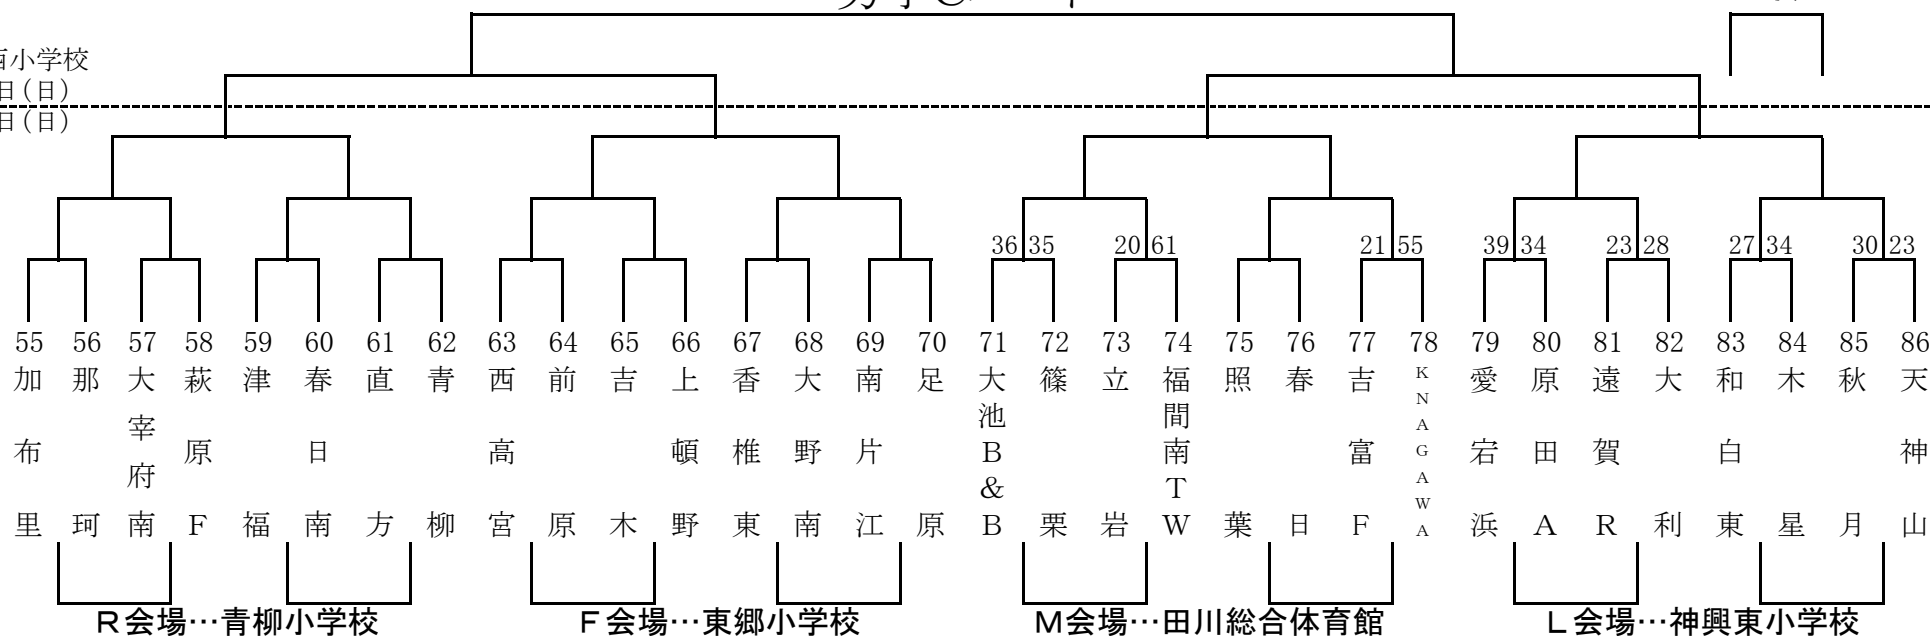 小学校
日(日)
日(日)
36 35 20 61 21 55 39 34 23 28 27 34 30 23
55 56 57 58 59 60 61 62 63 64 65 66 67 68 69 70 71 72 73 74 75 76 77 78 79 80 81 82 83 84 85 86
加布里
那珂
大宰府南
萩原F
津福
春日南
直方
青柳
西高宮
前原
吉木
上頓野
香椎東
大野南
南片江
足原
大池B&B
篠栗
立岩
福間南TW
照葉
春日
吉富F
KNAGAWA
愛宕浜
原田A
遠賀R
大利
和白東
木星
秋月
天神山
R会場…青柳小学校
F会場…東郷小学校
M会場…田川総合体育館
L会場…神興東小学校